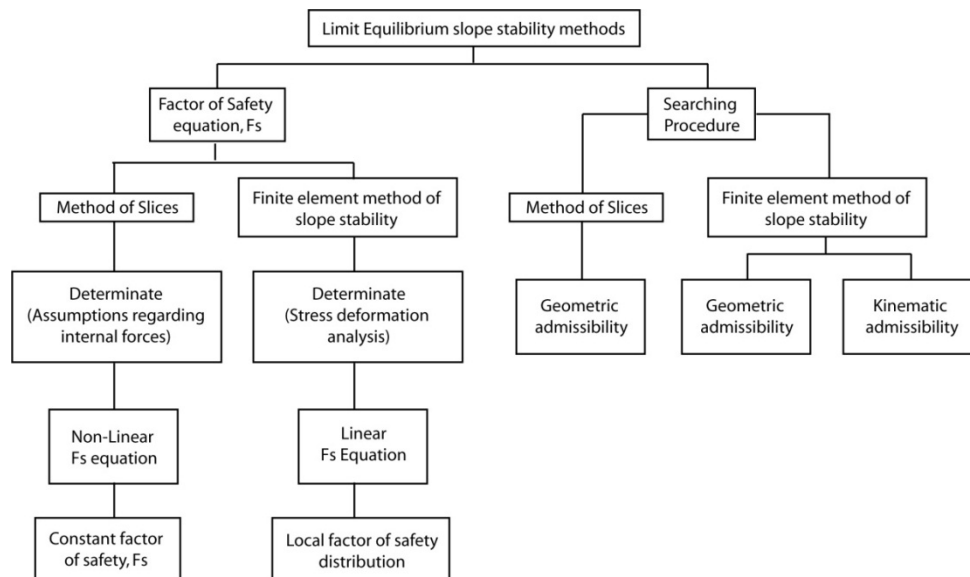 Limit Equilibrium slope stability methods
Factor of Safety
equation, Fs
Searching
Procedure
Method of Slices
Finite element method of
slope stability
Method of Slices
Finite element method of
slope stability
Determinate
(Assumptions regarding
internal forces)
Determinate
(Stress deformation
analysis)
Geometric
admissibility
Geometric
admissibility
Kinematic
admissibility
Non-Linear
Fs equation
Linear
Fs Equation
Constant factor
of safety, Fs
Local factor of safety
distribution